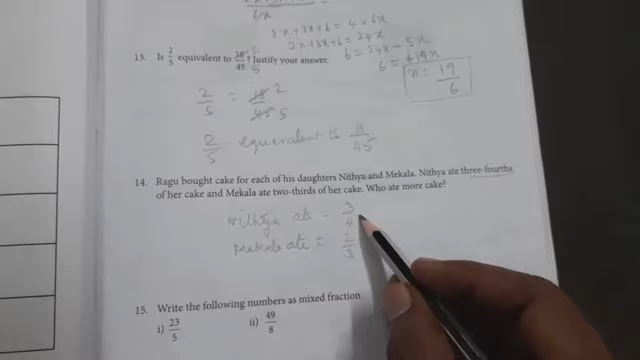 6x
2x+3x+6 = 4 × 6x
2x+3x+6 = 24x
6 = 24x - 5x
6 = 19x
x = 19/6
13. Is 2/5 equivalent to 18/45? Justify your answer.
2/5 = 18/45 2 5
2/5 equivalent to 18/45
14. Ragu bought cake for each of his daughters Nithya and Mekala. Nithya ate three-fourths
of her cake and Mekala ate two-thirds of her cake. Who ate more cake?
Nithya ate = 3/4
Mekala ate = 2/3
15. Write the following numbers as mixed fraction
i) 23/5 ii) 49/8